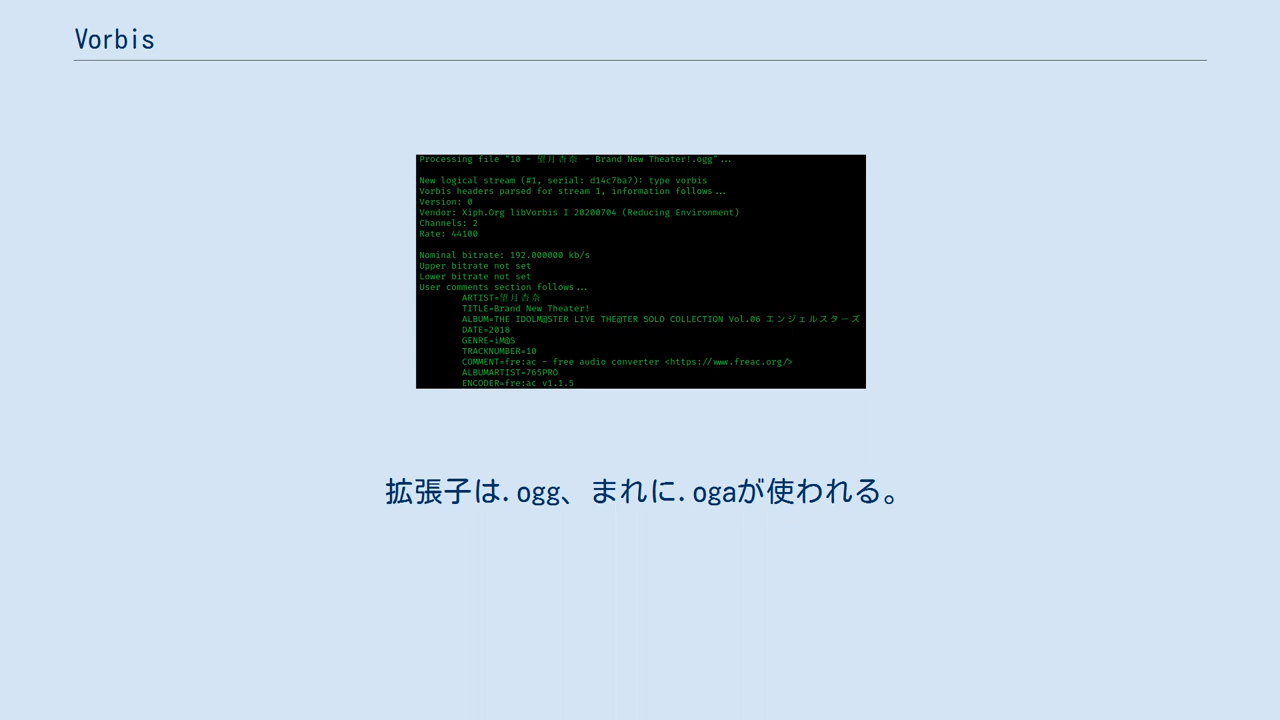 Vorbis
Processing file "10 - 望月杏奈 - Brand New Theater!.ogg"...
New logical stream (#1, serial: d14c7ba7): type vorbis
Vorbis headers parsed for stream 1, information follows...
Version: 0
Vendor: Xiph.Org libVorbis I 20200704 (Reducing Environment)
Channels: 2
Rate: 44100
Nominal bitrate: 192.000000 kb/s
Upper bitrate not set
Lower bitrate not set
User comments section follows...
ARTIST=望月杏奈
TITLE=Brand New Theater!
ALBUM=THE IDOLM@STER LIVE THE@TER SOLO COLLECTION Vol.06 エンジェルスターズ
DATE=2018
GENRE=iM@S
TRACKNUMBER=10
COMMENT=fre:ac - free audio converter <https://www.freac.org/>
ALBUMARTIST=765PRO
ENCODER=fre:ac v1.1.5
拡張子は.ogg、まれに.ogaが使われる。